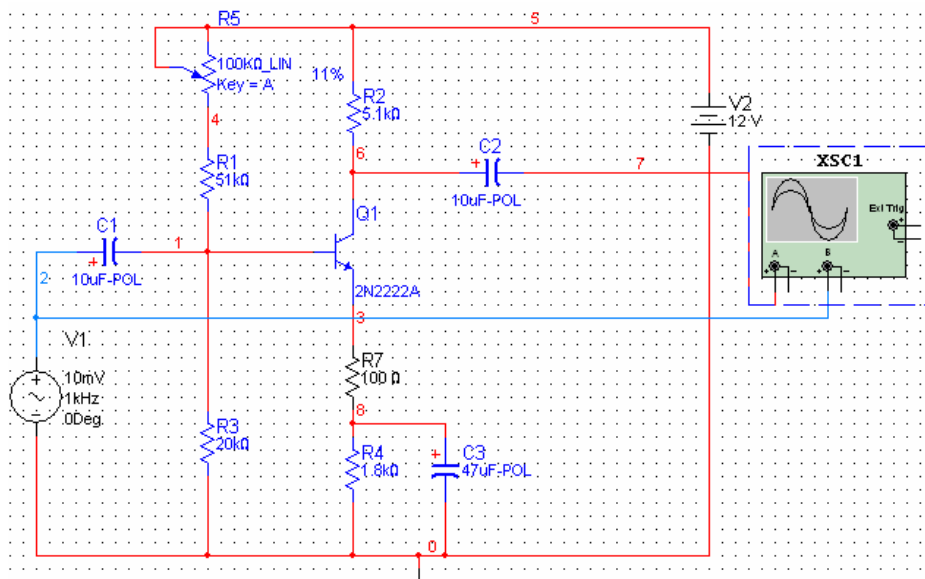 R5
5
100KΩ_LIN
Key = A
11%
R2
5.1kΩ
V2
12 V
4
6
C2
7
XSC1
R1
51kΩ
10uF-POL
Ext Trig
+
A
B
Q1
C1
1
10uF-POL
2
2N2222A
3
V1
R7
100 Ω
10mV
1kHz
0Deg
8
R3
20kΩ
R4
1.8kΩ
C3
47uF-POL
0